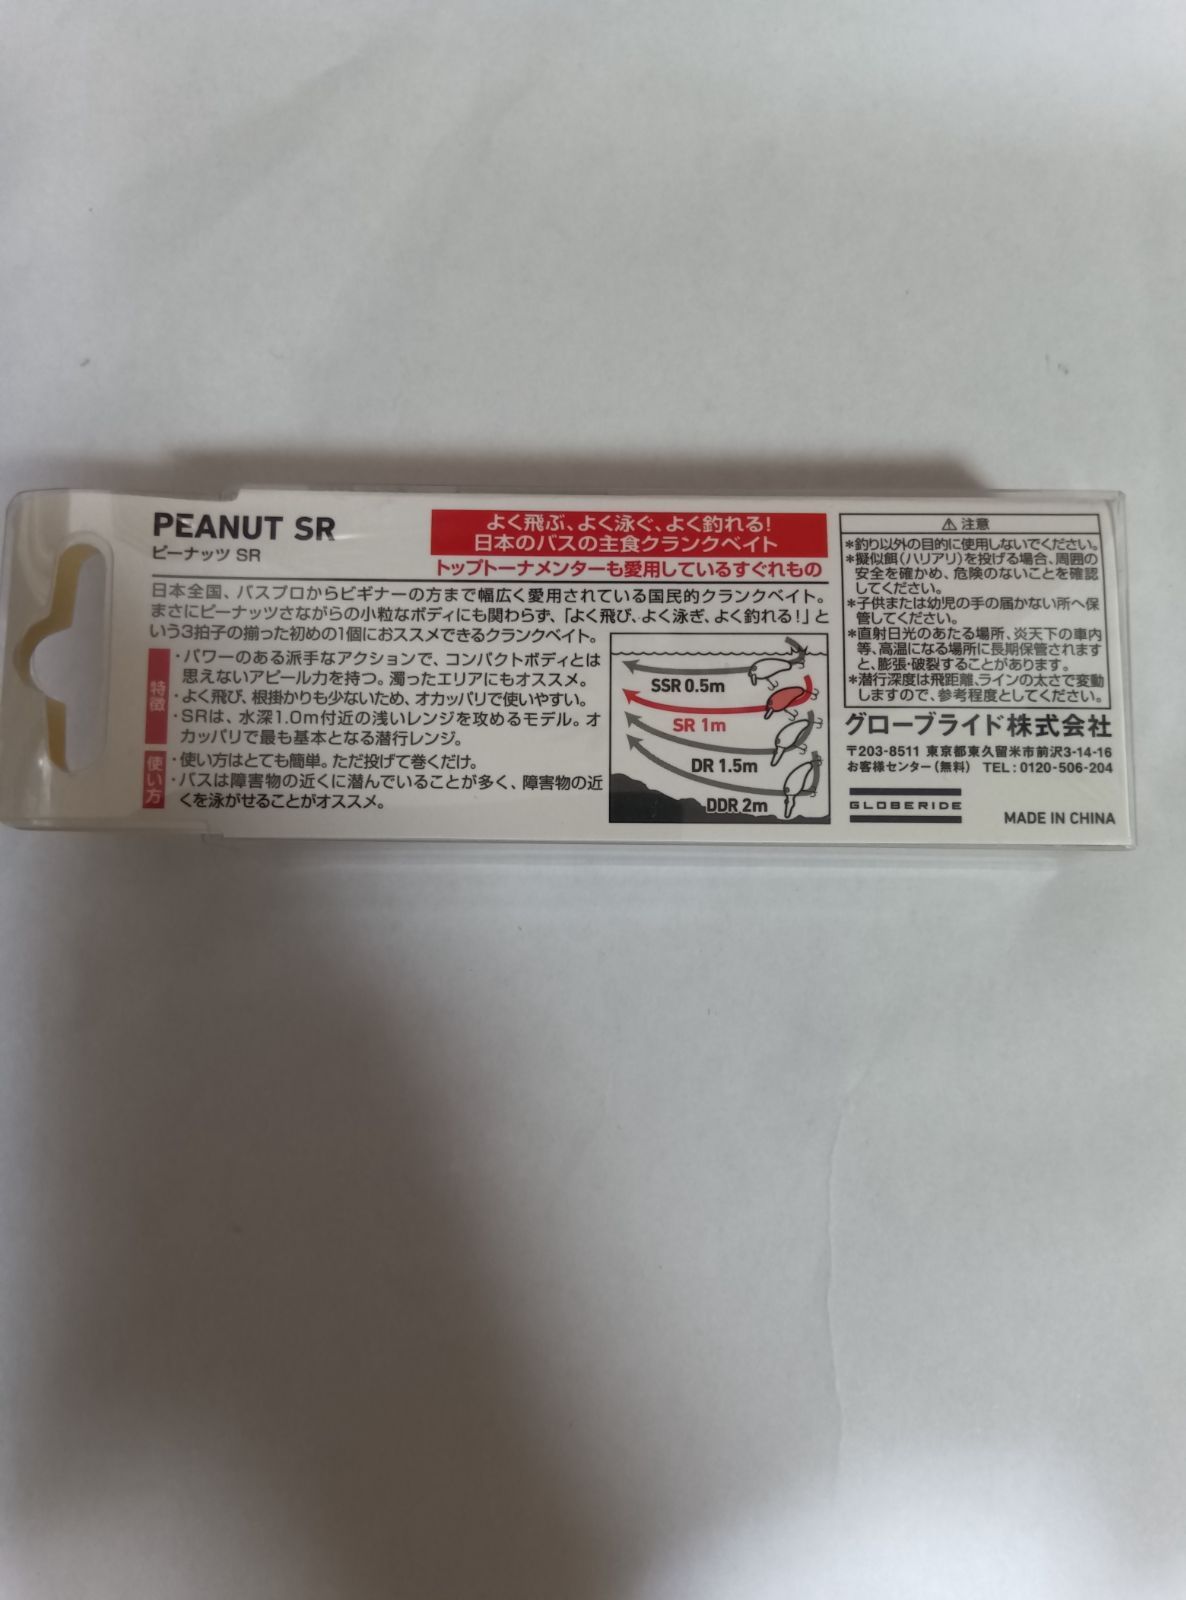 PEANUT SR
ピーナッツ SR
よく飛ぶ、よく泳ぐ、よく釣れる!
日本のバスの主食クランクベイト
トップトーナメンターも愛用しているすぐれもの
日本全国、バスプロからビギナーの方まで幅広く愛用されている国民的クランクベイト。
まさにピーナッツさながらの小粒なボディにも関わらず、「よく飛び、よく泳ぎ、よく釣れる!」と
いう3拍子の揃った初めの1個におススメできるクランクベイト。
特徴
・パワーのある派手なアクションで、コンパクトボディとは
思えないアピール力を持つ。濁ったエリアにもオススメ。
・よく飛び、根掛かりも少ないため、オカッパリで使いやすい。
・SRは、水深1.0m付近の浅いレンジを攻めるモデル。オ
カッパリで最も基本となる潜行レンジ。
使い方
・使い方はとても簡単。ただ投げて巻くだけ。
・バスは障害物の近くに潜んでいることが多く、障害物の近
くを泳がせることがオススメ。
SSR 0.5m
SR 1m
DR 1.5m
DDR 2m
⚠注意
*釣り以外の目的に使用しないでください。
*擬似餌(ハリアリ)を投げる場合、周囲の
安全を確かめ、危険のないことを確認
してください。
*子供または幼児の手の届かない所へ保
管してください。
*直射日光のあたる場所、炎天下の車内
等、高温になる場所に長期保管されます
と、膨張・破裂することがあります。
*潜行深度は飛距離、ラインの太さで変動
しますので、参考程度としてください。
グローブライド株式会社
〒203-8511 東京都東久留米市前沢3-14-16
お客様センター(無料) TEL:0120-506-204
GLOBERIDE
MADE IN CHINA